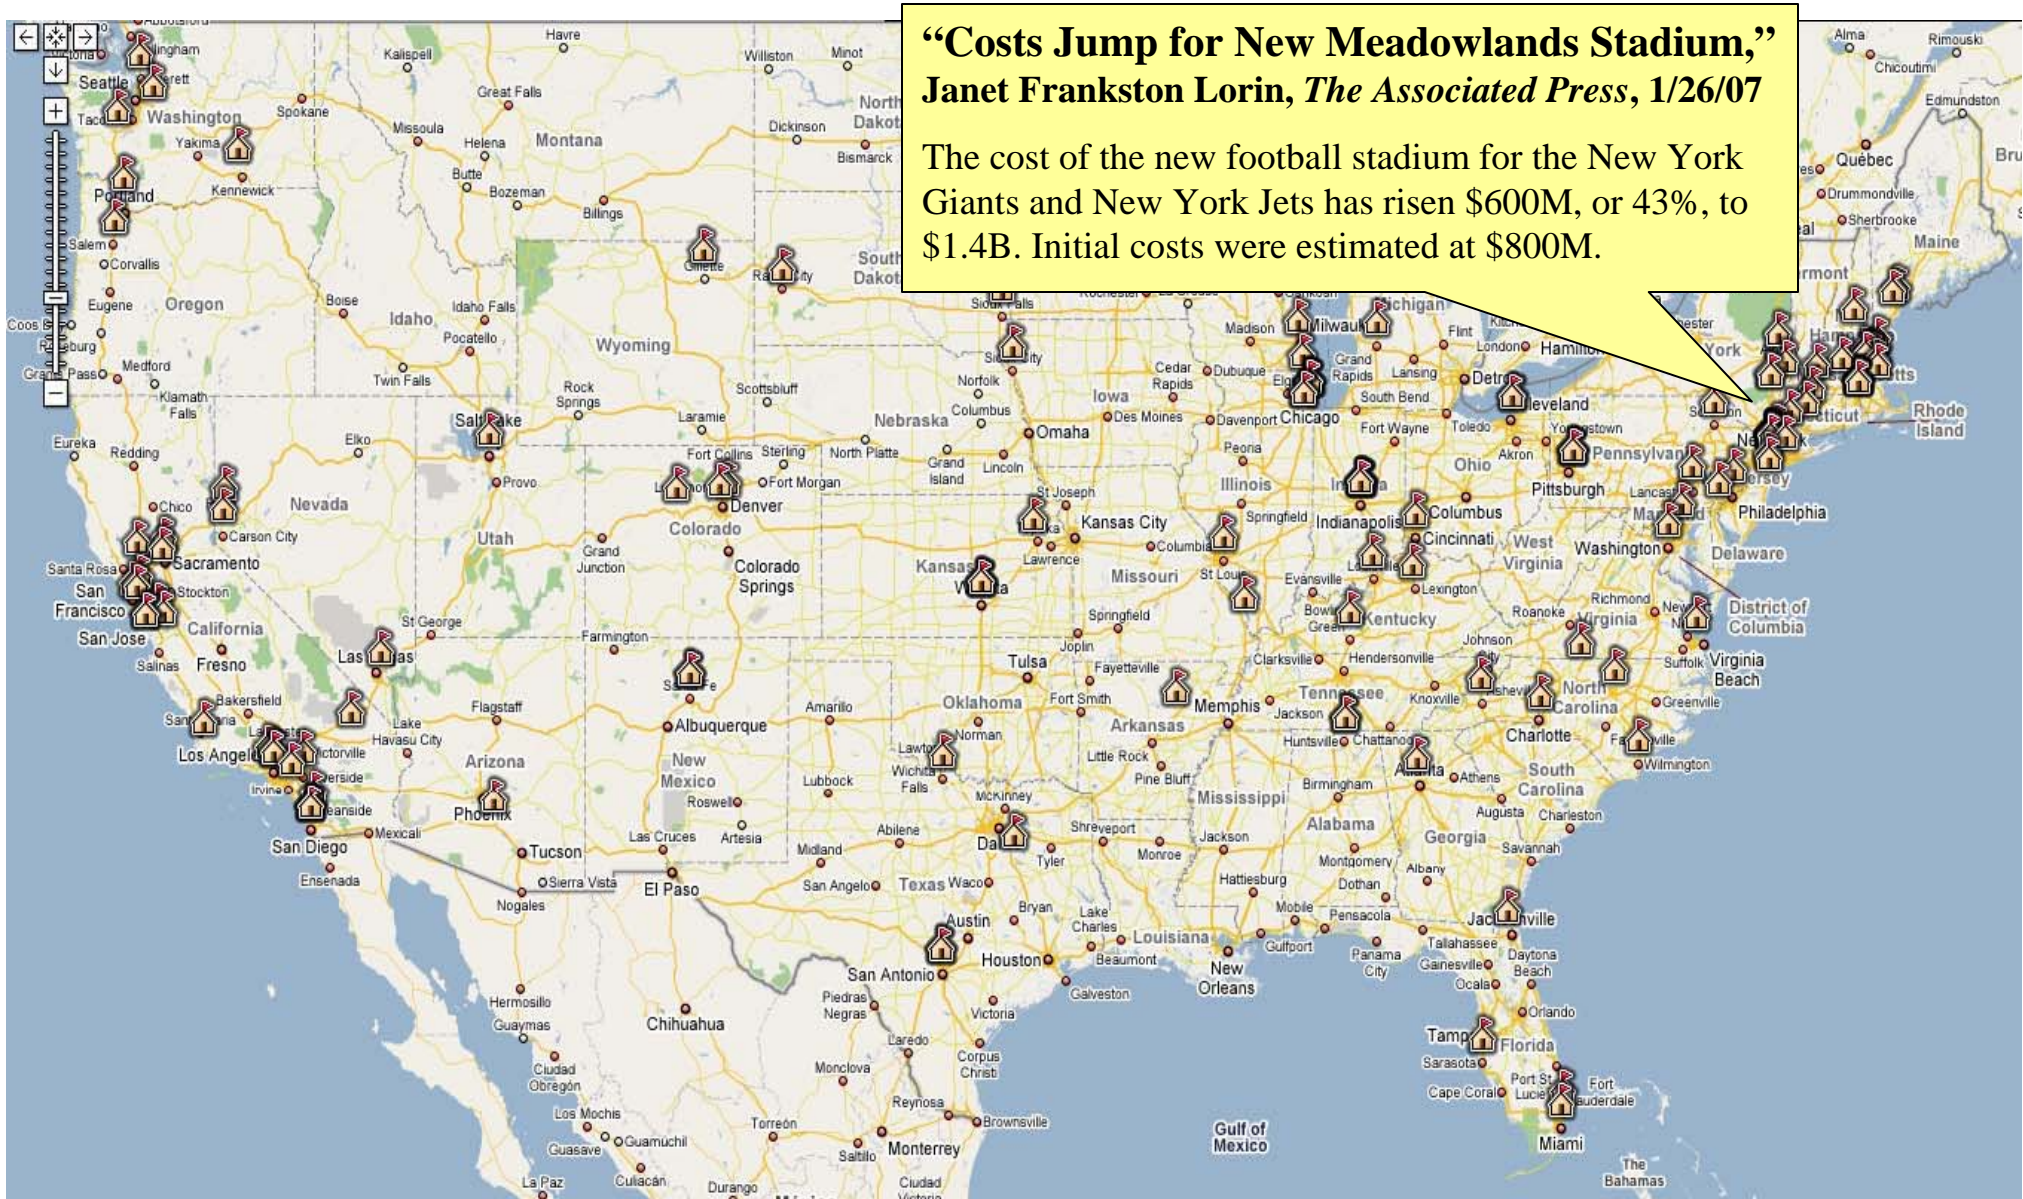 “Costs Jump for New Meadowlands Stadium,”
Janet Frankston Lorin, The Associated Press, 1/26/07
The cost of the new football stadium for the New York
Giants and New York Jets has risen $600M, or 43%, to
$1.4B. Initial costs were estimated at $800M.
Havre
Kalispell
Williston
Minot
Alma
Rimouski
Chicoutimi
Seattle
Great Falls
Edmundston
Washington
Spokane
Missoula
Helena
Montana
Dickinson
Bismarck
Yakima
Kennewick
Butte
Bozeman
Billings
Québec
Drummondville
Sherbrooke
Maine
Salem
Corvallis
Eugene
Oregon
Boise
Idaho
Idaho Falls
Pocatello
Twin Falls
Wyoming
Medford
Klamath
Falls
Rock
Springs
Scottsbluff
Laramie
Norfolk
Columbus
Nebraska
Iowa
Cedar
Rapids
Dubuque
Madison
Michigan
Flint
London
Grand
Rapids
Lansing
South Bend
Des Moines
Davenport
Chicago
Fort Wayne
Toledo
Akron
Ohio
Pennsylvan
Rhode
Island
Eureka
Redding
Elko
Provo
Fort Collins
Sterling
North Platte
Fort Morgan
Grand
Island
Lincoln
Omaha
Peoria
Illinois
Pittsburgh
Chico
Nevada
Carson City
Utah
Colorado
Denver
St Joseph
Kansas City
Springfield
Indianapolis
Columbus
Philadelphia
Santa Rosa
Sacramento
Grand
Junction
Colorado
Springs
Kansas
Lawrence
Columbia
Missouri
Evansville
Cincinnati
West
Virginia
Washington
Delaware
San
Francisco
Stockton
San Jose
California
St George
Farmington
Springfield
Joplin
Lexington
Kentucky
Roanoke
Virginia
Richmond
District of
Columbia
Salinas
Fresno
Tulsa
Fayetteville
Clarksville
Hendersonville
Johnson
Suffolk
Virginia
Beach
Bakersfield
Lake
Havasu City
Flagstaff
Albuquerque
Amarillo
Oklahoma
Norman
Fort Smith
Arkansas
Memphis
Jackson
Tennessee
Knoxville
North
Carolina
Greenville
Arizona
New
Mexico
Lubbock
Wichita
Falls
Little Rock
Pine Bluff
Huntsville
Charlotte
Wilmington
Irvine
Phoenix
Roswell
McKinney
Mississippi
Birmingham
Athens
South
Carolina
Mexicali
San Diego
Tucson
Las Cruces
Artesia
Abilene
Shreveport
Jackson
Alabama
Georgia
Augusta
Charleston
Ensenada
Sierra Vista
Nogales
El Paso
Midland
San Angelo
Texas
Waco
Tyler
Monroe
Montgomery
Albany
Savannah
Hattiesburg
Dothan
Austin
Bryan
Lake
Charles
Louisiana
Mobile
Pensacola
Gulfport
San Antonio
Houston
Beaumont
New
Orleans
Panama
City
Tallahassee
Gainesville
Daytona
Beach
Ocala
Hermosillo
Guaymas
Chihuahua
Piedras
Negras
Victoria
Galveston
Orlando
Florida
Ciudad
Obregón
Laredo
Corpus
Christi
Sarasota
Cape Coral
Port St
Lucie
Fort
Los Mochis
Guasave
Guamúchil
Monclova
Reynosa
Brownsville
Torreón
Saltillo
Monterrey
Gulf of
Mexico
Miami
La Paz
Culiacán
Durango
Ciudad
The
Bahamas